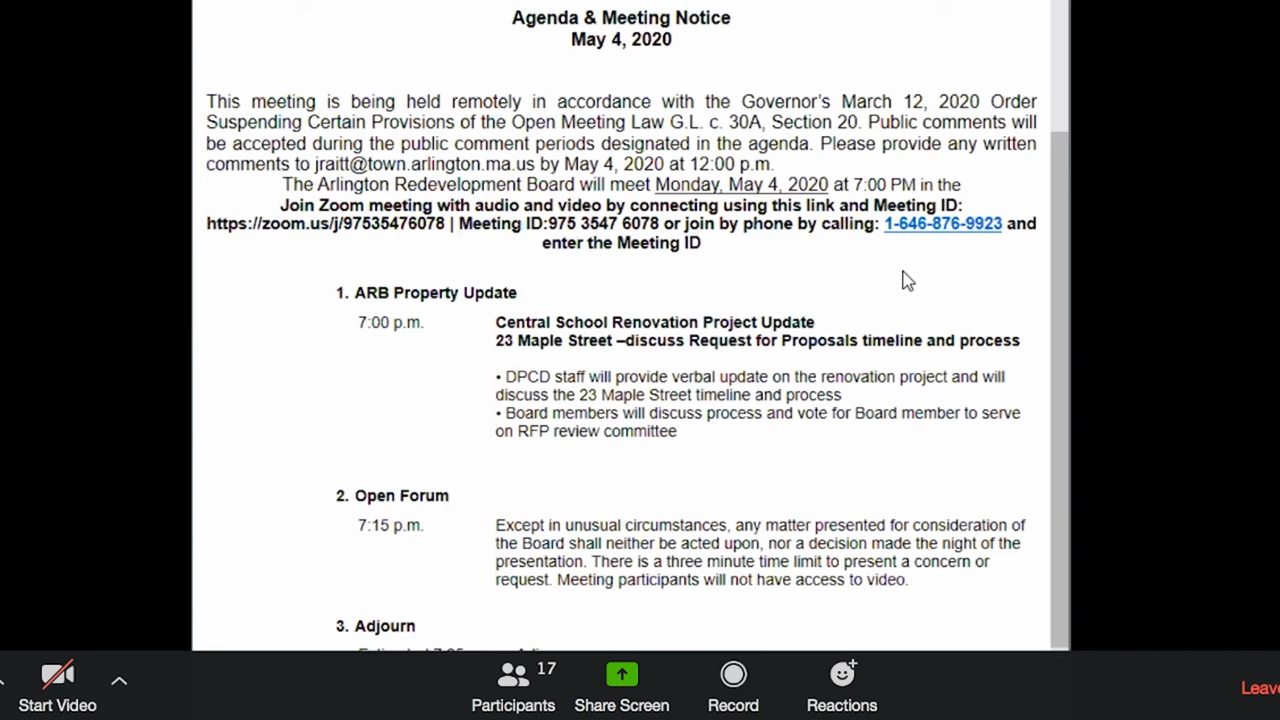 Agenda & Meeting Notice
May 4, 2020
This meeting is being held remotely in accordance with the Governor's March 12, 2020 Order
Suspending Certain Provisions of the Open Meeting Law G.L. c. 30A, Section 20. Public comments will
be accepted during the public comment periods designated in the agenda. Please provide any written
comments to jraitt@town.arlington.ma.us by May 4, 2020 at 12:00 p.m.
The Arlington Redevelopment Board will meet Monday, May 4, 2020 at 7:00 PM in the
Join Zoom meeting with audio and video by connecting using this link and Meeting ID:
https://zoom.us/j/97535476078 | Meeting ID:975 3547 6078 or join by phone by calling: 1-646-876-9923 and
enter the Meeting ID
1. ARB Property Update
7:00 p.m. Central School Renovation Project Update
23 Maple Street –discuss Request for Proposals timeline and process
• DPCD staff will provide verbal update on the renovation project and will
discuss the 23 Maple Street timeline and process
• Board members will discuss process and vote for Board member to serve
on RFP review committee
2. Open Forum
7:15 p.m. Except in unusual circumstances, any matter presented for consideration of
the Board shall neither be acted upon, nor a decision made the night of the
presentation. There is a three minute time limit to present a concern or
request. Meeting participants will not have access to video.
3. Adjourn
Start Video
17
Participants
Share Screen
Record
Reactions
Leave